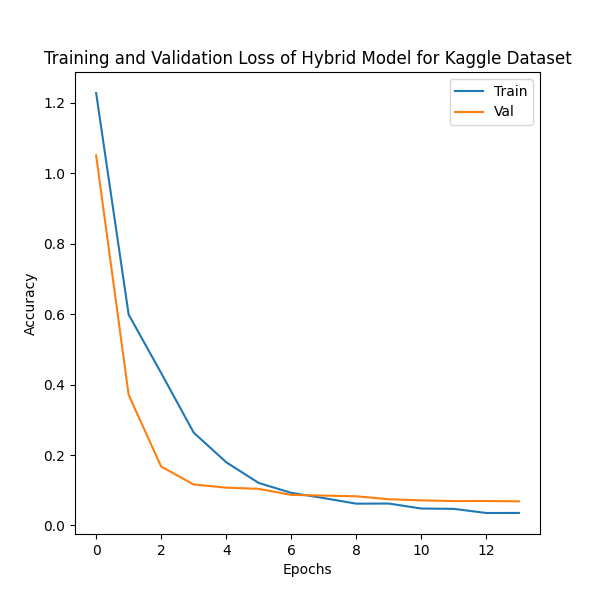 Training and Validation Loss of Hybrid Model for Kaggle Dataset
Train
Val
Accuracy
1.2
1.0
0.8
0.6
0.4
0.2
0.0
0 2 4 6 8 10 12
Epochs